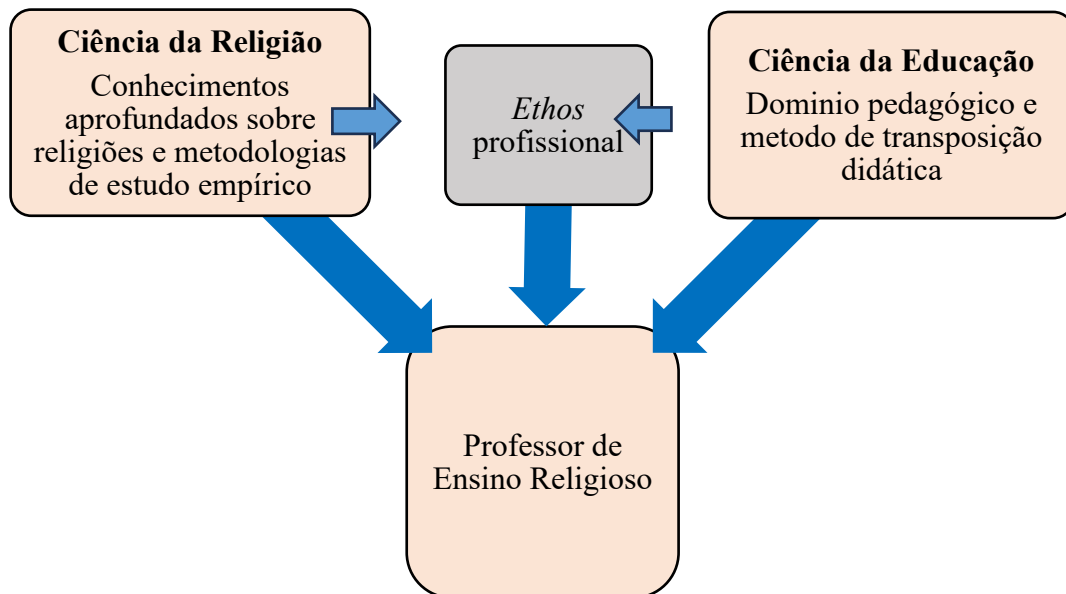 Ciência da Religião
Conhecimentos
aprofundados sobre
religiões e metodologias
de estudo empírico
Ethos
profissional
Ciência da Educação
Dominio pedagógico e
metodo de transposição
didática
Professor de
Ensino Religioso